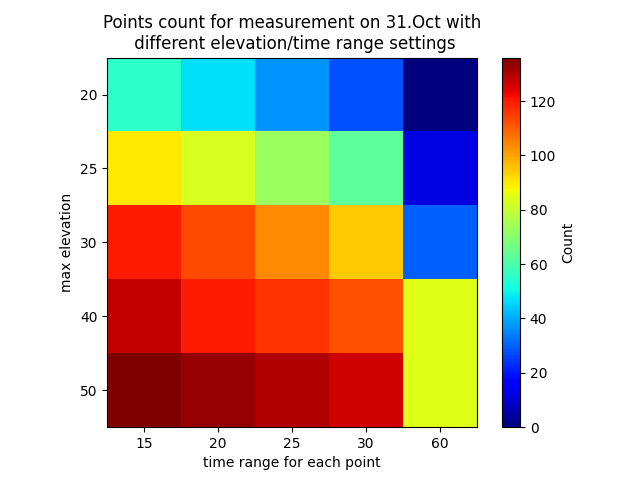 Points count for measurement on 31.Oct with
different elevation/time range settings
20
25
30
40
50
max elevation
15 20 25 30 60
time range for each point
120
100
80
60
40
20
0
Count